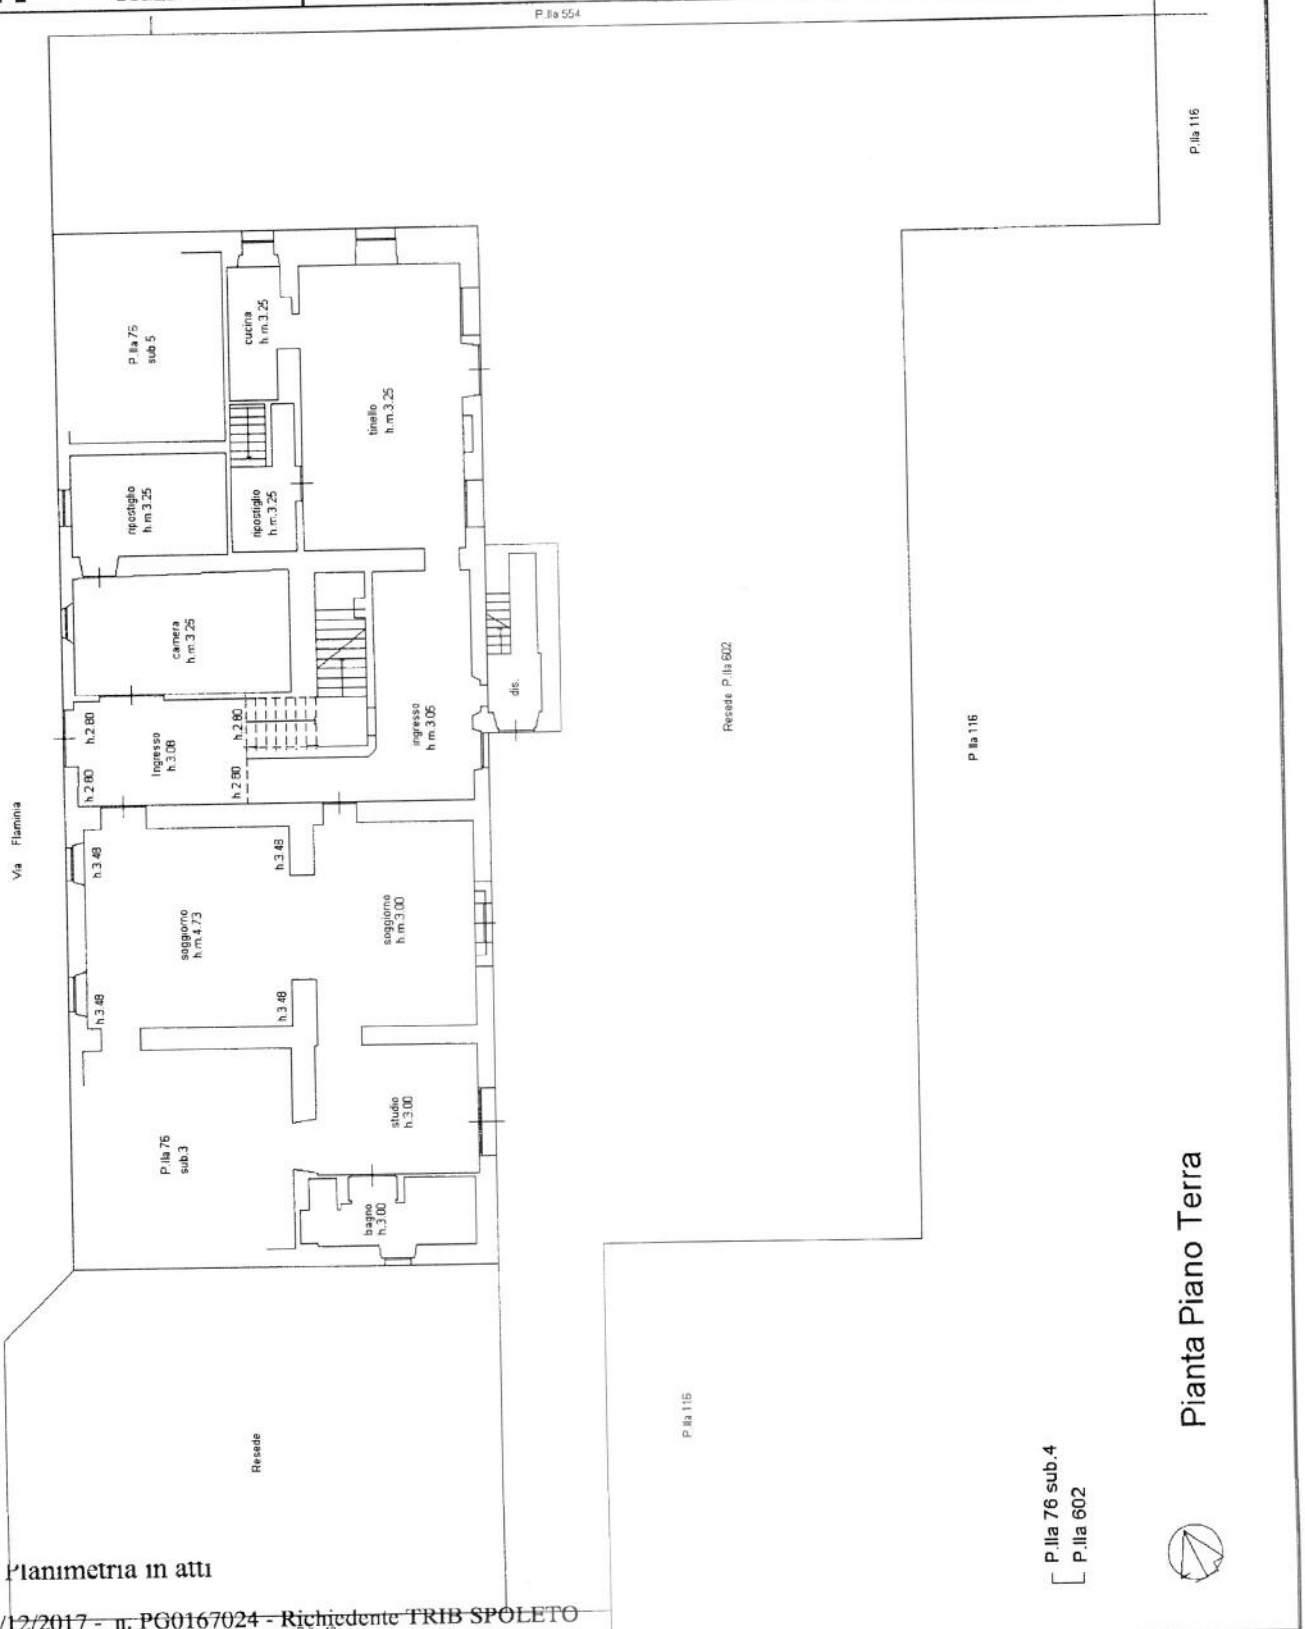 P.lla 554
P.lla 116
P.lla 76
sub.5
cucina
h.m.3.25
tinello
h.m.3.25
ripostiglio
h.m.3.25
ripostiglio
h.m.3.25
camera
h.m.3.25
Via Flaminia
h.2.80
h.2.80
Ingresso
h.3.08
h.2.80
h.2.80
ingresso
h.m.3.05
dis.
Resede P.lla 602
P.lla 116
h.3.48
h.3.48
soggiorno
h.m.4.73
soggiorno
h.m.3.00
h.3.48
h.3.48
P.lla 76
sub.3
studio
h.3.00
bagno
h.3.00
Resede
P.lla 116
P.lla 76 sub.4
P.lla 602
Pianta Piano Terra
Planimetria in atti
/12/2017 - n. PG0167024 - Richiedente TRIB SPOLETO